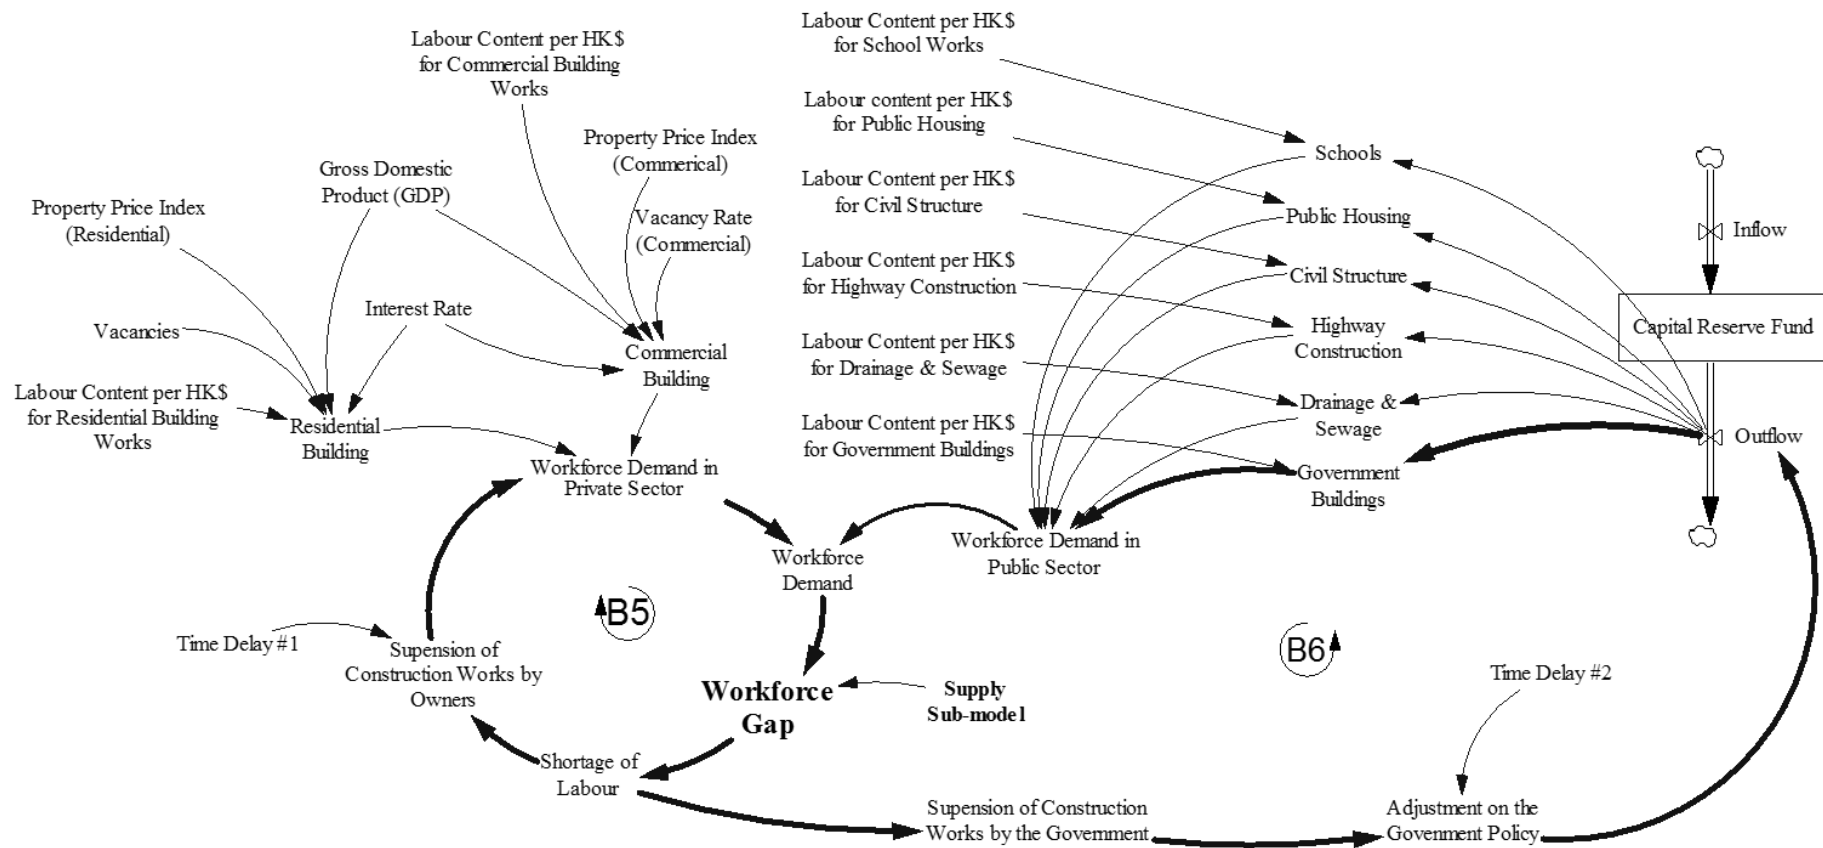 Labour Content per HK$
for Commercial Building
Works
Property Price Index
(Commerical)
Gross Domestic
Product (GDP)
Property Price Index
(Residential)
Vacancy Rate
(Commercial)
Interest Rate
Vacancies
Commercial
Building
Labour Content per HK$
for Residential Building
Works
Residential
Building
Workforce Demand in
Private Sector
Labour Content per HK$
for School Works
Labour content per HK$
for Public Housing
Labour Content per HK$
for Civil Structure
Labour Content per HK$
for Highway Construction
Labour Content per HK$
for Drainage & Sewage
Labour Content per HK$
for Government Buildings
Schools
Public Housing
Civil Structure
Highway
Construction
Drainage &
Sewage
Government
Buildings
Inflow
Capital Reserve Fund
Outflow
Workforce Demand in
Public Sector
Workforce
Demand
B5
B6
Time Delay #1
Supension of
Construction Works by
Owners
Workforce
Gap
Supply
Sub-model
Time Delay #2
Shortage of
Labour
Supension of Construction
Works by the Government
Adjustment on the
Govenment Policy